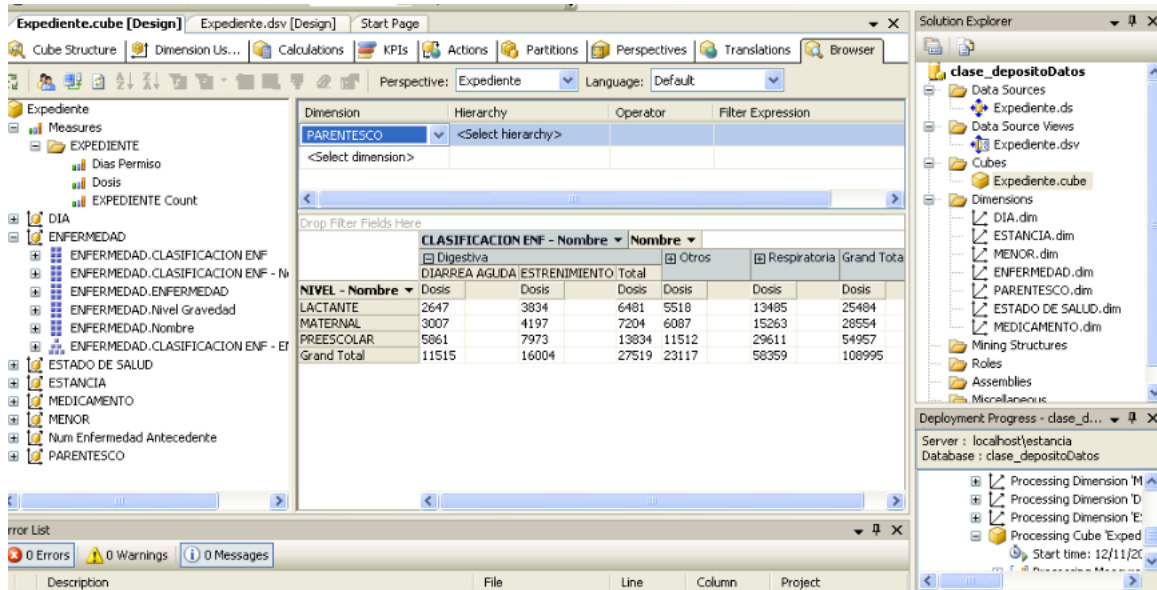 Expediente.cube [Design] Expediente.dsv [Design] Start Page
Cube Structure Dimension Us... Calculations KPIs Actions Partitions Perspectives Translations Browser
Perspective: Expediente Language: Default
Expediente
Measures
EXPEDIENTE
Dias Permiso
Dosis
EXPEDIENTE Count
DIA
ENFERMEDAD
ENFERMEDAD.CLASIFICACION ENF
ENFERMEDAD.CLASIFICACION ENF - N
ENFERMEDAD.ENFERMEDAD
ENFERMEDAD.Nivel Gravedad
ENFERMEDAD.Nombre
ENFERMEDAD.CLASIFICACION ENF - E
ESTADO DE SALUD
ESTANCIA
MEDICAMENTO
MENOR
Num Enfermedad Antecedente
PARENTESCO
Dimension Hierarchy Operator Filter Expression
PARENTESCO <Select hierarchy>
<Select dimension>
Drop Filter Fields Here
CLASIFICACION ENF - Nombre Nombre
Digestiva Otros Respiratoria Grand Tota
DIARREA AGUDA ESTRENIMIENTO Total
NIVEL - Nombre Dosis Dosis Dosis Dosis Dosis Dosis
LACTANTE 2647 3834 6481 5518 13485 25484
MATERNAL 3007 4197 7204 6087 15263 28554
PREESCOLAR 5861 7973 13834 11512 29611 54957
Grand Total 11515 16004 27519 23117 58359 108995
Solution Explorer
clase_depositoDatos
Data Sources
Expediente.ds
Data Source Views
Expediente.dsv
Cubes
Expediente.cube
Dimensions
DIA.dim
ESTANCIA.dim
MENOR.dim
ENFERMEDAD.dim
PARENTESCO.dim
ESTADO DE SALUD.dim
MEDICAMENTO.dim
Mining Structures
Roles
Assemblies
Miscellaneous
Deployment Progress - clase_d...
Server : localhost\estancia
Database : clase_depositoDatos
Processing Dimension 'M
Processing Dimension 'D
Processing Dimension 'E
Processing Cube 'Exped
Start time: 12/11/20
rror List
0 Errors 0 Warnings 0 Messages
Description File Line Column Project